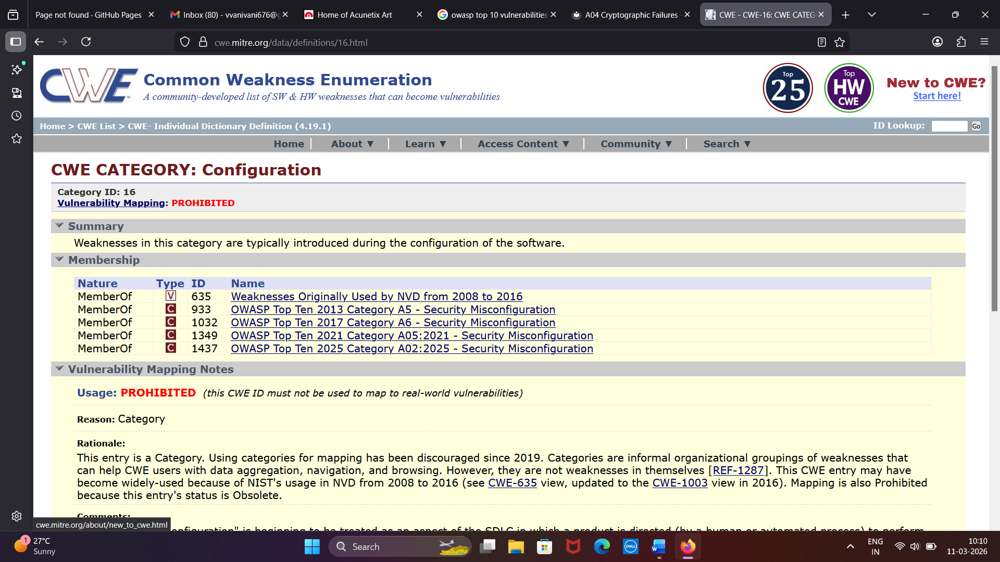 Page not found · GitHub Pages
Inbox (80) - vvanivani676@g
Home of Acunetix Art
owasp top 10 vulnerabilities
A04 Cryptographic Failures -
CWE - CWE-16: CWE CATEG
cwe.mitre.org/data/definitions/16.html
CWE
Common Weakness Enumeration
A community-developed list of SW & HW weaknesses that can become vulnerabilities
Top
25
Top
HW
CWE
New to CWE?
Start here!
Home > CWE List > CWE- Individual Dictionary Definition (4.19.1)
ID Lookup:
Go
Home
About ▼
Learn ▼
Access Content ▼
Community ▼
Search ▼
CWE CATEGORY: Configuration
Category ID: 16
Vulnerability Mapping: PROHIBITED
Summary
Weaknesses in this category are typically introduced during the configuration of the software.
Membership
Nature Type ID Name
MemberOf V 635 Weaknesses Originally Used by NVD from 2008 to 2016
MemberOf C 933 OWASP Top Ten 2013 Category A5 - Security Misconfiguration
MemberOf C 1032 OWASP Top Ten 2017 Category A6 - Security Misconfiguration
MemberOf C 1349 OWASP Top Ten 2021 Category A05:2021 - Security Misconfiguration
MemberOf C 1437 OWASP Top Ten 2025 Category A02:2025 - Security Misconfiguration
Vulnerability Mapping Notes
Usage: PROHIBITED (this CWE ID must not be used to map to real-world vulnerabilities)
Reason: Category
Rationale:
This entry is a Category. Using categories for mapping has been discouraged since 2019. Categories are informal organizational groupings of weaknesses that
can help CWE users with data aggregation, navigation, and browsing. However, they are not weaknesses in themselves [REF-1287]. This CWE entry may have
become widely-used because of NIST's usage in NVD from 2008 to 2016 (see CWE-635 view, updated to the CWE-1003 view in 2016). Mapping is also Prohibited
because this entry's status is Obsolete.
Comments:
onfiguration" is beginning to be treated as an aspect of the SDLC in which a product is directed (by a human or automated process) to perform
cwe.mitre.org/about/new_to_cwe.html
1
27°C
Sunny
Search
DELL
W
ENG
IN
10:10
11-03-2026